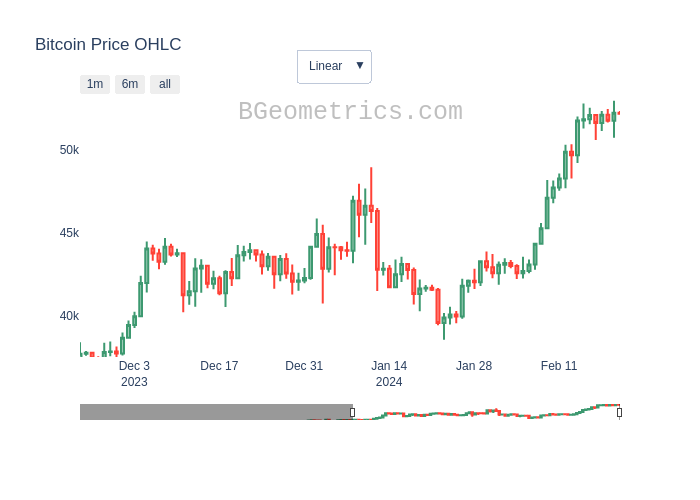 Bitcoin Price OHLC
Linear ▼
1m 6m all
BGeometrics.com
50k
45k
40k
Dec 3 Dec 17 Dec 31 Jan 14 Jan 28 Feb 11
2023 2024